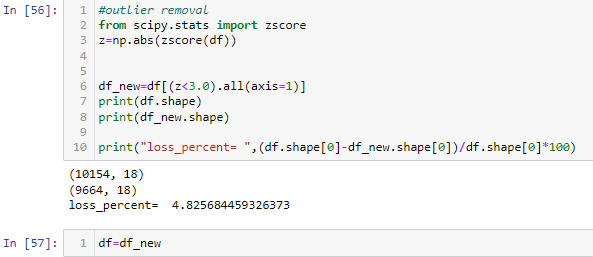 In [56]:
1 #outlier removal
2 from scipy.stats import zscore
3 z=np.abs(zscore(df))
4
5
6 df_new=df[(z<3.0).all(axis=1)]
7 print(df.shape)
8 print(df_new.shape)
9
10 print("loss_percent= ",(df.shape[0]-df_new.shape[0])/df.shape[0]*100)
(10154, 18)
(9664, 18)
loss_percent=  4.825684459326373
In [57]:
1 df=df_new